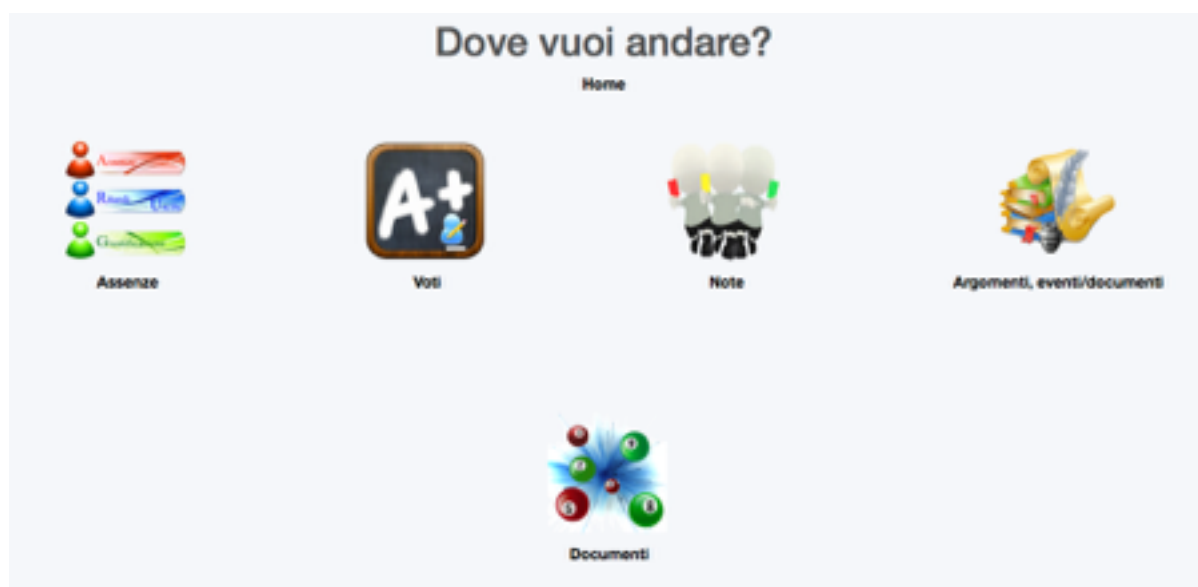 Dove vuoi andare?
Home
Assenze
Voti
Note
Argomenti, eventi/documenti
A+
Documenti